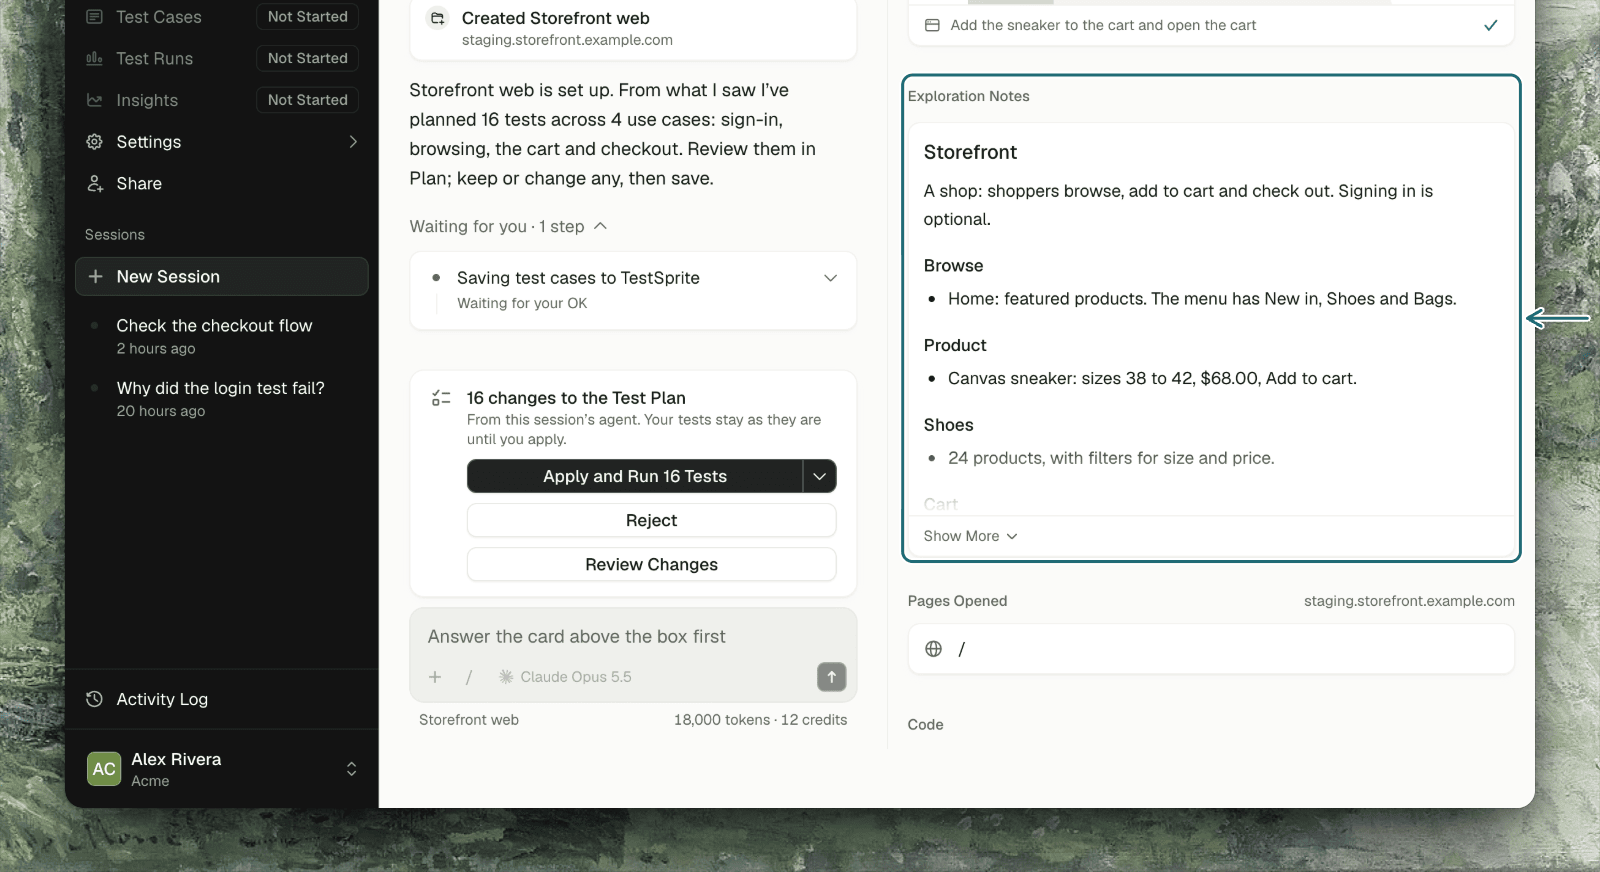 Test Cases
Not Started
Test Runs
Not Started
Insights
Not Started
Settings
Share
Sessions
New Session
Check the checkout flow
2 hours ago
Why did the login test fail?
20 hours ago
Activity Log
AC
Alex Rivera
Acme
Created Storefront web
staging.storefront.example.com
Storefront web is set up. From what I saw I’ve
planned 16 tests across 4 use cases: sign-in,
browsing, the cart and checkout. Review them in
Plan; keep or change any, then save.
Waiting for you · 1 step
Saving test cases to TestSprite
Waiting for your OK
16 changes to the Test Plan
From this session’s agent. Your tests stay as they are
until you apply.
Apply and Run 16 Tests
Reject
Review Changes
Answer the card above the box first
+ / Claude Opus 5.5
Storefront web
18,000 tokens · 12 credits
Add the sneaker to the cart and open the cart
Exploration Notes
Storefront
A shop: shoppers browse, add to cart and check out. Signing in is
optional.
Browse
• Home: featured products. The menu has New in, Shoes and Bags.
Product
• Canvas sneaker: sizes 38 to 42, $68.00, Add to cart.
Shoes
• 24 products, with filters for size and price.
Cart
Show More
Pages Opened
staging.storefront.example.com
/
Code